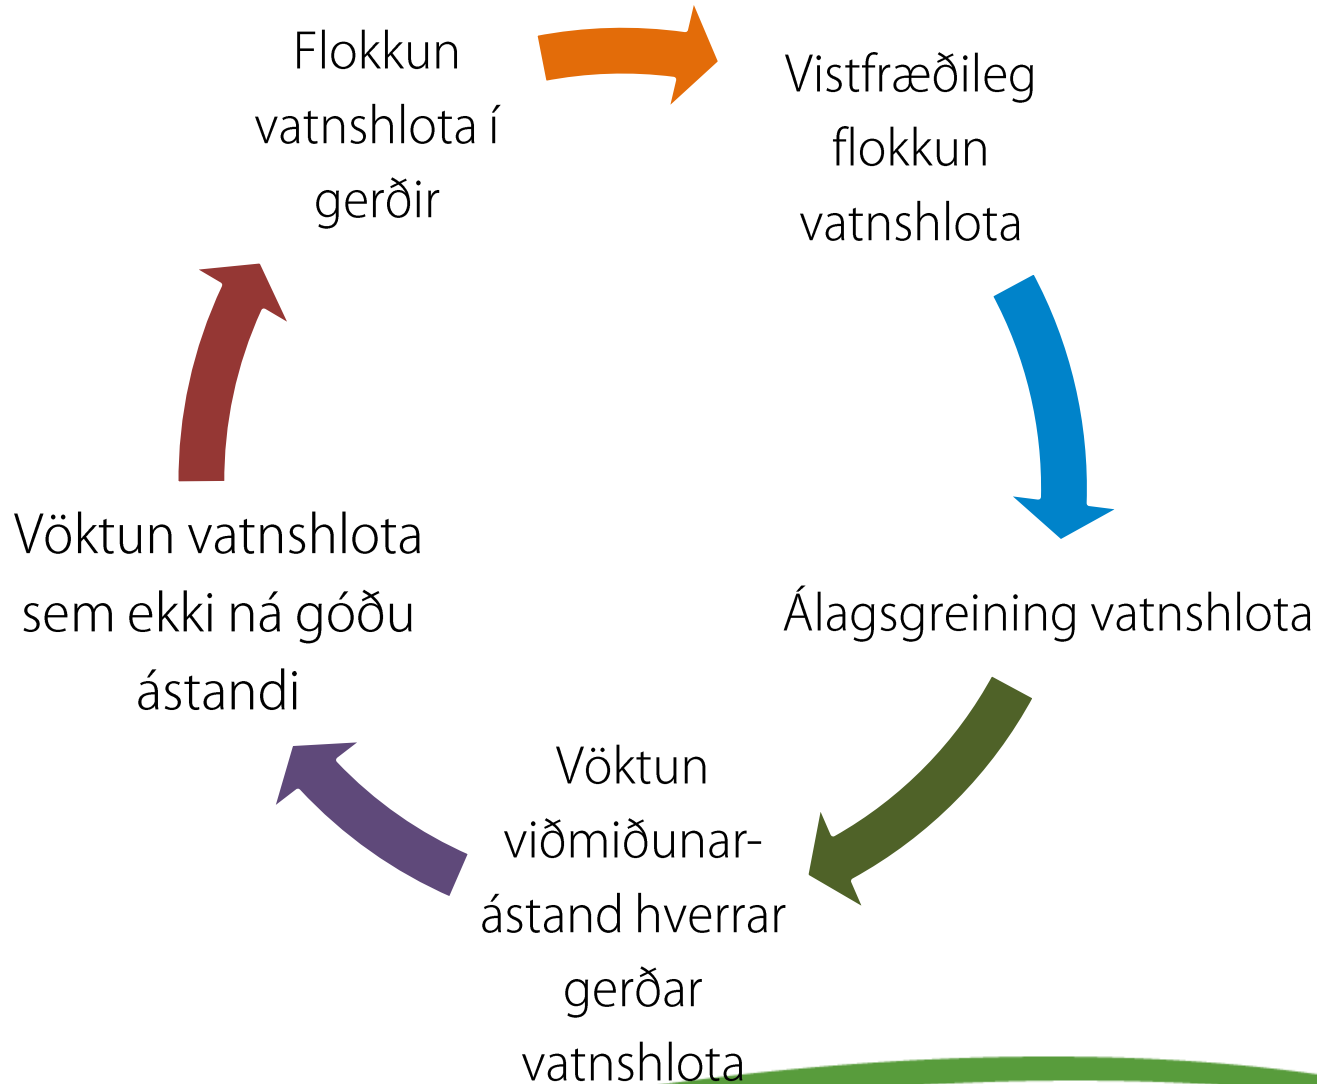 Flokkun
vatnshlota í
gerðir
Vistfræðileg
flokkun
vatnshlota
Álagsgreining vatnshlota
Vöktun
viðmiðunar-
ástand hverrar
gerðar
vatnshlota
Vöktun vatnshlota
sem ekki ná góðu
ástandi